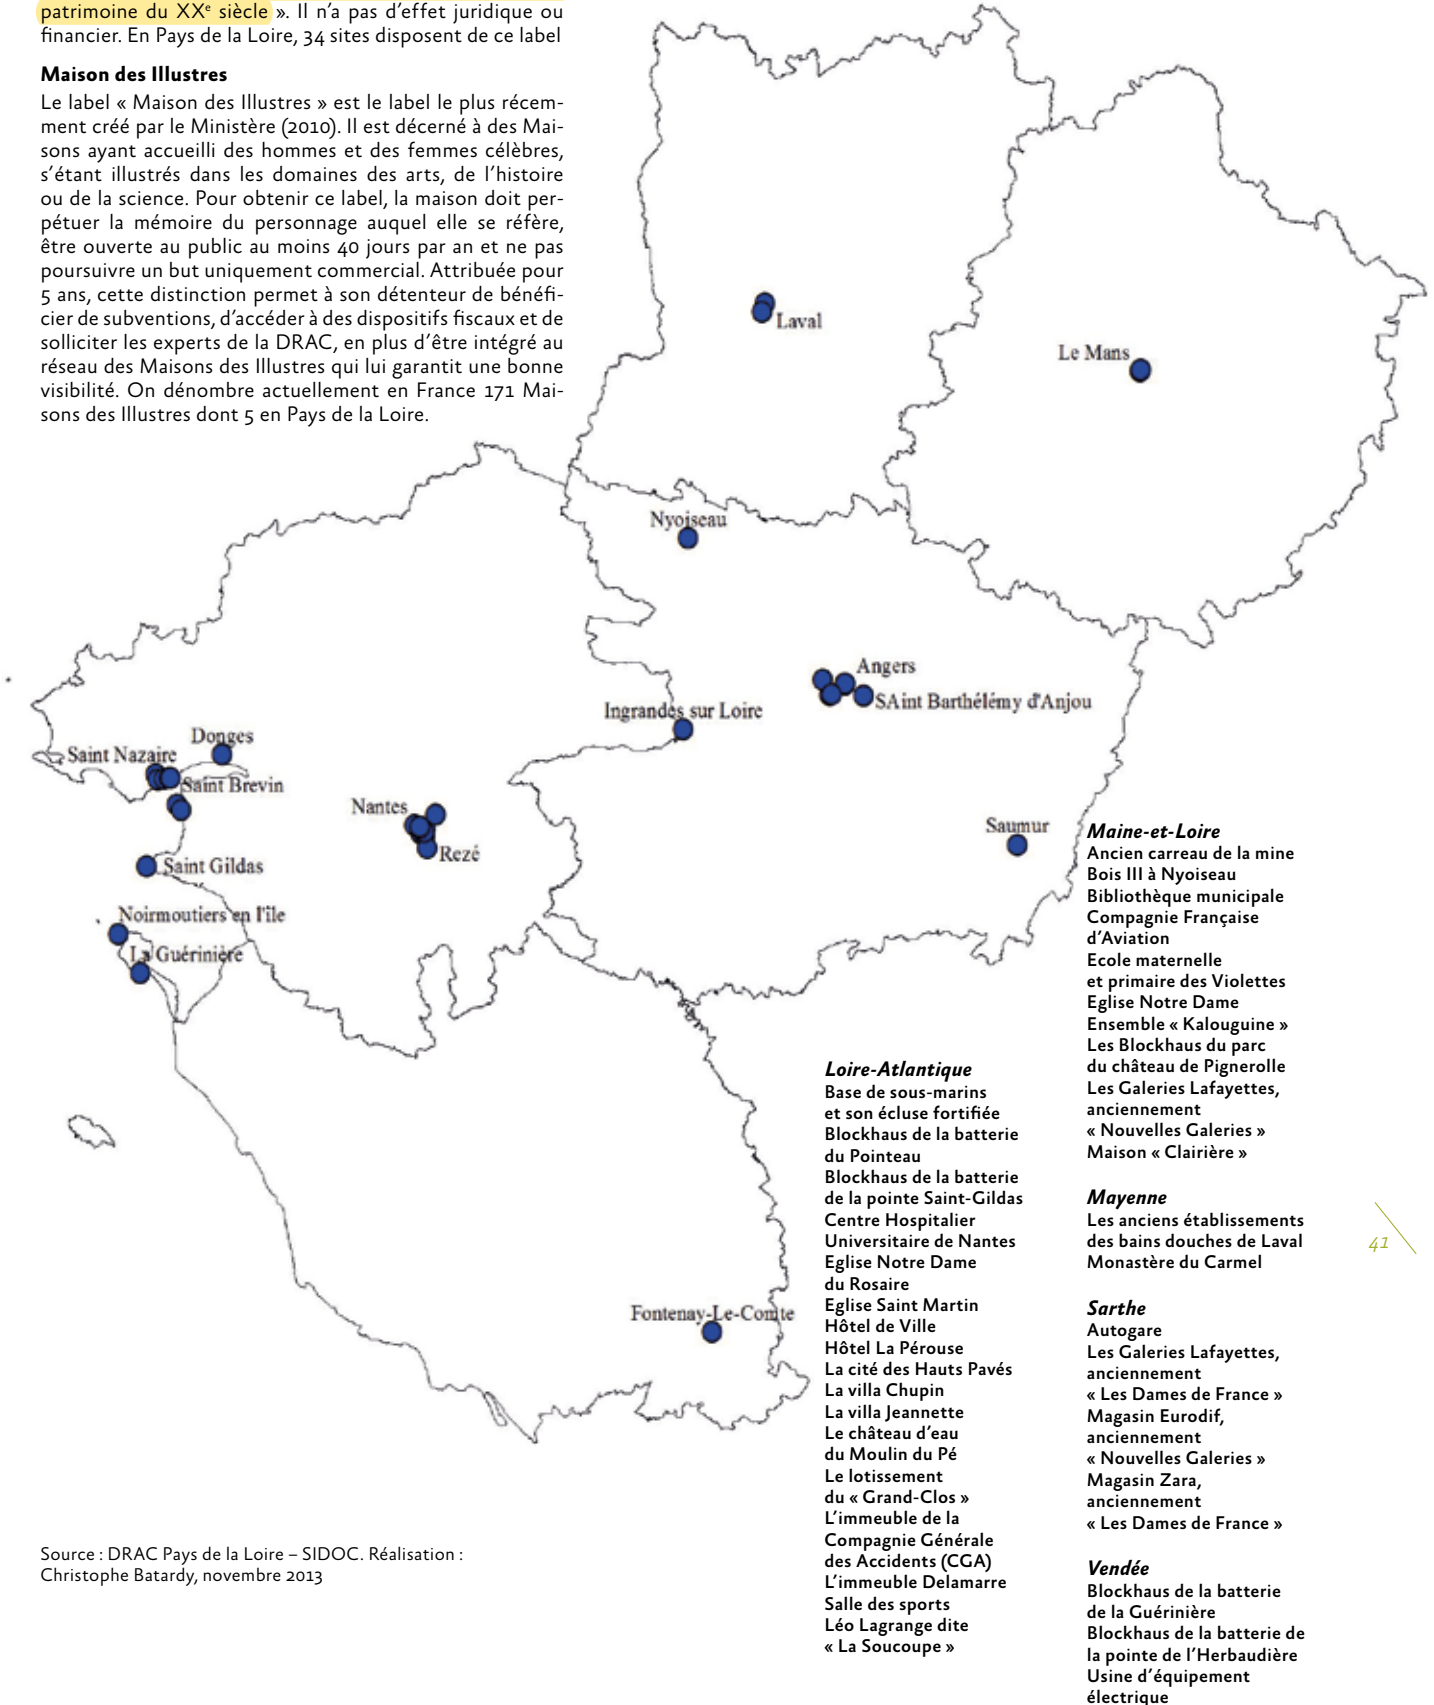 patrimoine du XXe siècle ». Il n’a pas d’effet juridique ou
financier. En Pays de la Loire, 34 sites disposent de ce label
Maison des Illustres
Le label « Maison des Illustres » est le label le plus récem-
ment créé par le Ministère (2010). Il est décerné à des Mai-
sons ayant accueilli des hommes et des femmes célèbres,
s’étant illustrés dans les domaines des arts, de l’histoire
ou de la science. Pour obtenir ce label, la maison doit per-
pétuer la mémoire du personnage auquel elle se réfère,
être ouverte au public au moins 40 jours par an et ne pas
poursuivre un but uniquement commercial. Attribuée pour
5 ans, cette distinction permet à son détenteur de bénéfi-
cier de subventions, d’accéder à des dispositifs fiscaux et de
solliciter les experts de la DRAC, en plus d’être intégré au
réseau des Maisons des Illustres qui lui garantit une bonne
visibilité. On dénombre actuellement en France 171 Mai-
sons des Illustres dont 5 en Pays de la Loire.
Laval
Le Mans
Nyoiseau
Angers
SAint Barthélémy d'Anjou
Ingrandes sur Loire
Donges
Saint Nazaire
Saint Brevin
Nantes
Rezé
Saint Gildas
Saumur
Noirmoutiers en l'île
La Guérinière
Fontenay-Le-Comte
Loire-Atlantique
Base de sous-marins
et son écluse fortifiée
Blockhaus de la batterie
du Pointeau
Blockhaus de la batterie
de la pointe Saint-Gildas
Centre Hospitalier
Universitaire de Nantes
Eglise Notre Dame
du Rosaire
Eglise Saint Martin
Hôtel de Ville
Hôtel La Pérouse
La cité des Hauts Pavés
La villa Chupin
La villa Jeannette
Le château d’eau
du Moulin du Pé
Le lotissement
du « Grand-Clos »
L’immeuble de la
Compagnie Générale
des Accidents (CGA)
L’immeuble Delamarre
Salle des sports
Léo Lagrange dite
« La Soucoupe »
Maine-et-Loire
Ancien carreau de la mine
Bois III à Nyoiseau
Bibliothèque municipale
Compagnie Française
d’Aviation
Ecole maternelle
et primaire des Violettes
Eglise Notre Dame
Ensemble « Kalouguine »
Les Blockhaus du parc
du château de Pignerolle
Les Galeries Lafayettes,
anciennement
« Nouvelles Galeries »
Maison « Clairière »
Mayenne
Les anciens établissements
des bains douches de Laval
Monastère du Carmel
Sarthe
Autogare
Les Galeries Lafayettes,
anciennement
« Les Dames de France »
Magasin Eurodif,
anciennement
« Nouvelles Galeries »
Magasin Zara,
anciennement
« Les Dames de France »
Vendée
Blockhaus de la batterie
de la Guérinière
Blockhaus de la batterie de
la pointe de l’Herbaudière
Usine d’équipement
électrique
41
Source : DRAC Pays de la Loire – SIDOC. Réalisation :
Christophe Batardy, novembre 2013